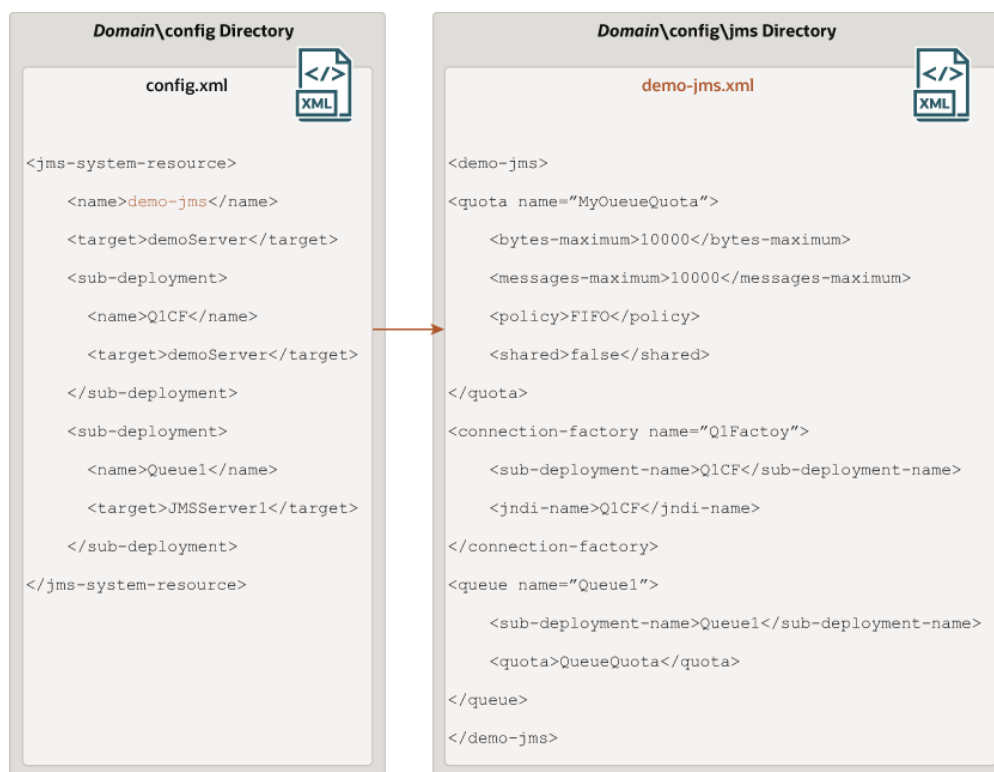 Domain\config Directory
config.xml
</>
XML
<jms-system-resource>
<name>demo-jms</name>
<target>demoServer</target>
<sub-deployment>
<name>Q1CF</name>
<target>demoServer</target>
</sub-deployment>
<sub-deployment>
<name>Queue1</name>
<target>JMSServer1</target>
</sub-deployment>
</jms-system-resource>
Domain\config\jms Directory
demo-jms.xml
</>
XML
<demo-jms>
<quota name=”MyOueueQuota”>
<bytes-maximum>10000</bytes-maximum>
<messages-maximum>10000</messages-maximum>
<policy>FIFO</policy>
<shared>false</shared>
</quota>
<connection-factory name=”Q1Factoy”>
<sub-deployment-name>Q1CF</sub-deployment-name>
<jndi-name>Q1CF</jndi-name>
</connection-factory>
<queue name=”Queue1”>
<sub-deployment-name>Queue1</sub-deployment-name>
<quota>QueueQuota</quota>
</queue>
</demo-jms>